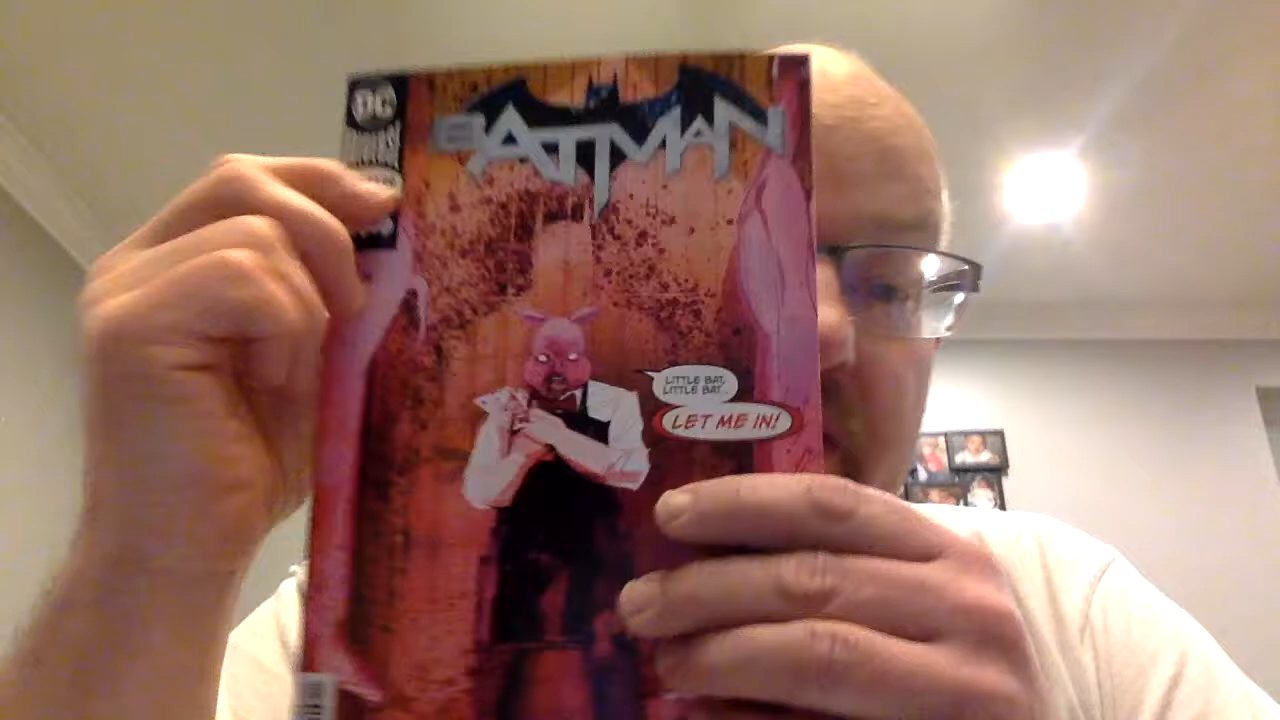 DC
BATMAN
LITTLE BAT,
LITTLE BAT...
LET ME IN!